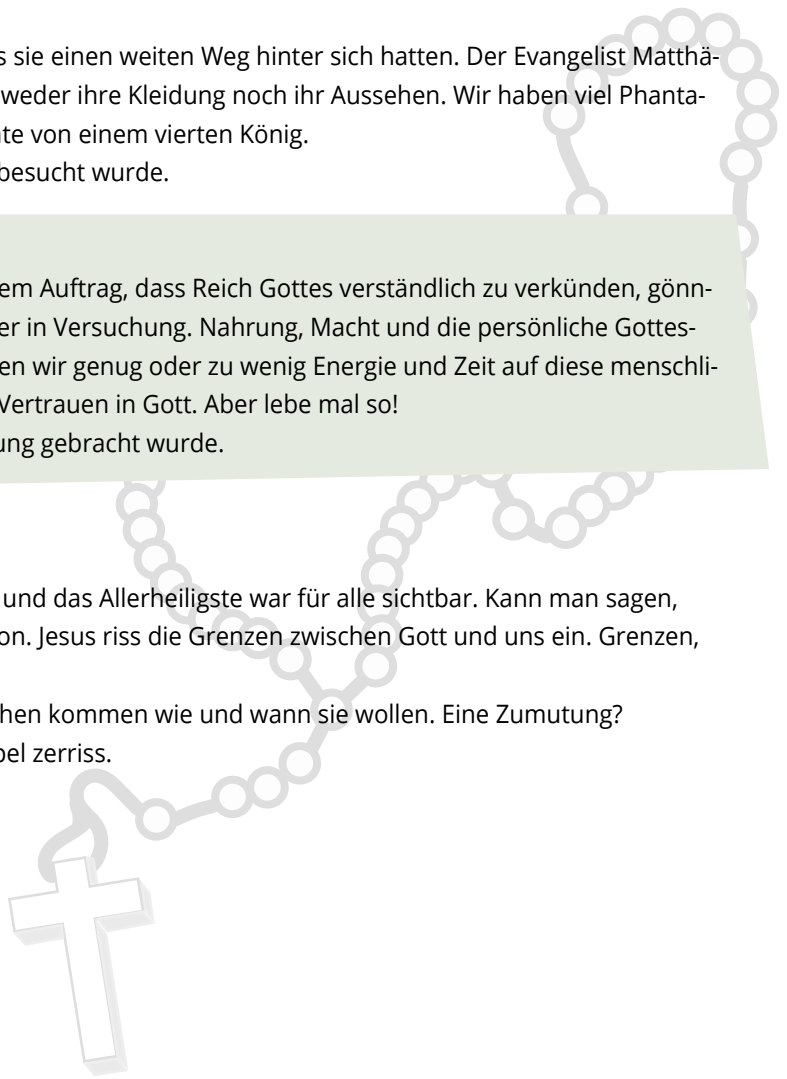 s sie einen weiten Weg hinter sich hatten. Der Evangelist Matthä-
weder ihre Kleidung noch ihr Aussehen. Wir haben viel Phanta-
te von einem vierten König.
besucht wurde.
em Auftrag, dass Reich Gottes verständlich zu verkünden, gönn-
er in Versuchung. Nahrung, Macht und die persönliche Gottes-
en wir genug oder zu wenig Energie und Zeit auf diese menschli-
Vertrauen in Gott. Aber lebe mal so!
ung gebracht wurde.
und das Allerheiligste war für alle sichtbar. Kann man sagen,
on. Jesus riss die Grenzen zwischen Gott und uns ein. Grenzen,
hen kommen wie und wann sie wollen. Eine Zumutung?
pel zerriss.